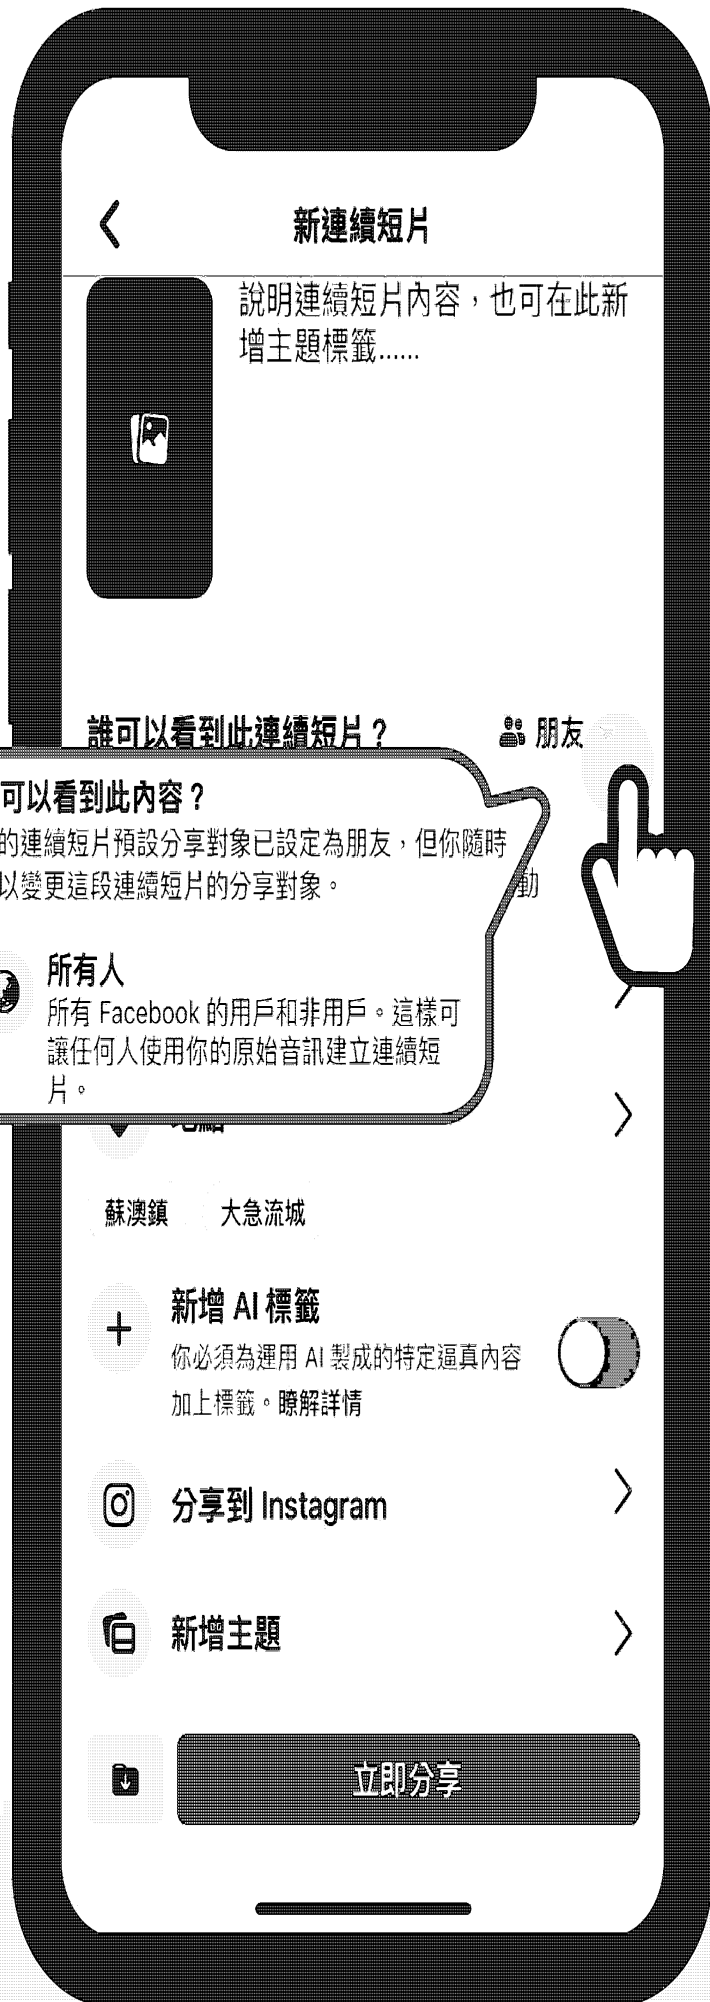 新連續短片
說明連續短片內容，也可在此新
增主題標籤......
誰可以看到此連續短片？
朋友
可以看到此內容？
的連續短片預設分享對象已設定為朋友，但你隨時
以變更這段連續短片的分享對象。
動
所有人
所有 Facebook 的用戶和非用戶。這樣可
讓任何人使用你的原始音訊建立連續短
片。
蘇澳鎮 大急流城
新增 AI 標籤
你必須為運用 AI 製成的特定逼真內容
加上標籤。瞭解詳情
分享到 Instagram
新增主題
立即分享